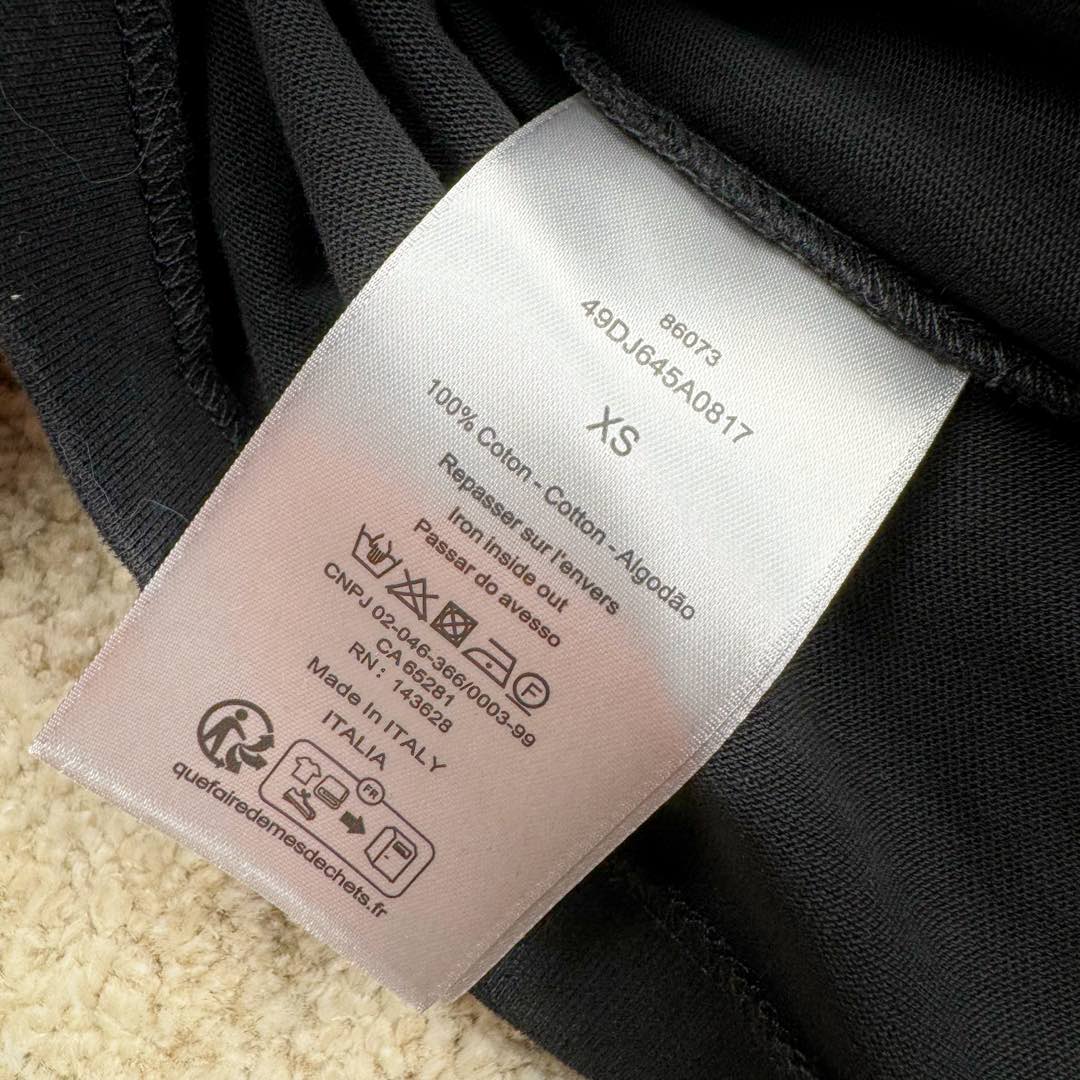 86073
49DJ645A0817
XS
100% Coton - Cotton - Algodão
Repasser sur l'envers
Iron inside out
Passar do avesso
F
CNPJ 02-046-366/0003-99
CA 65281
RN: 143628
Made In ITALY
ITALIA
FR
quefairedemesdechets.fr